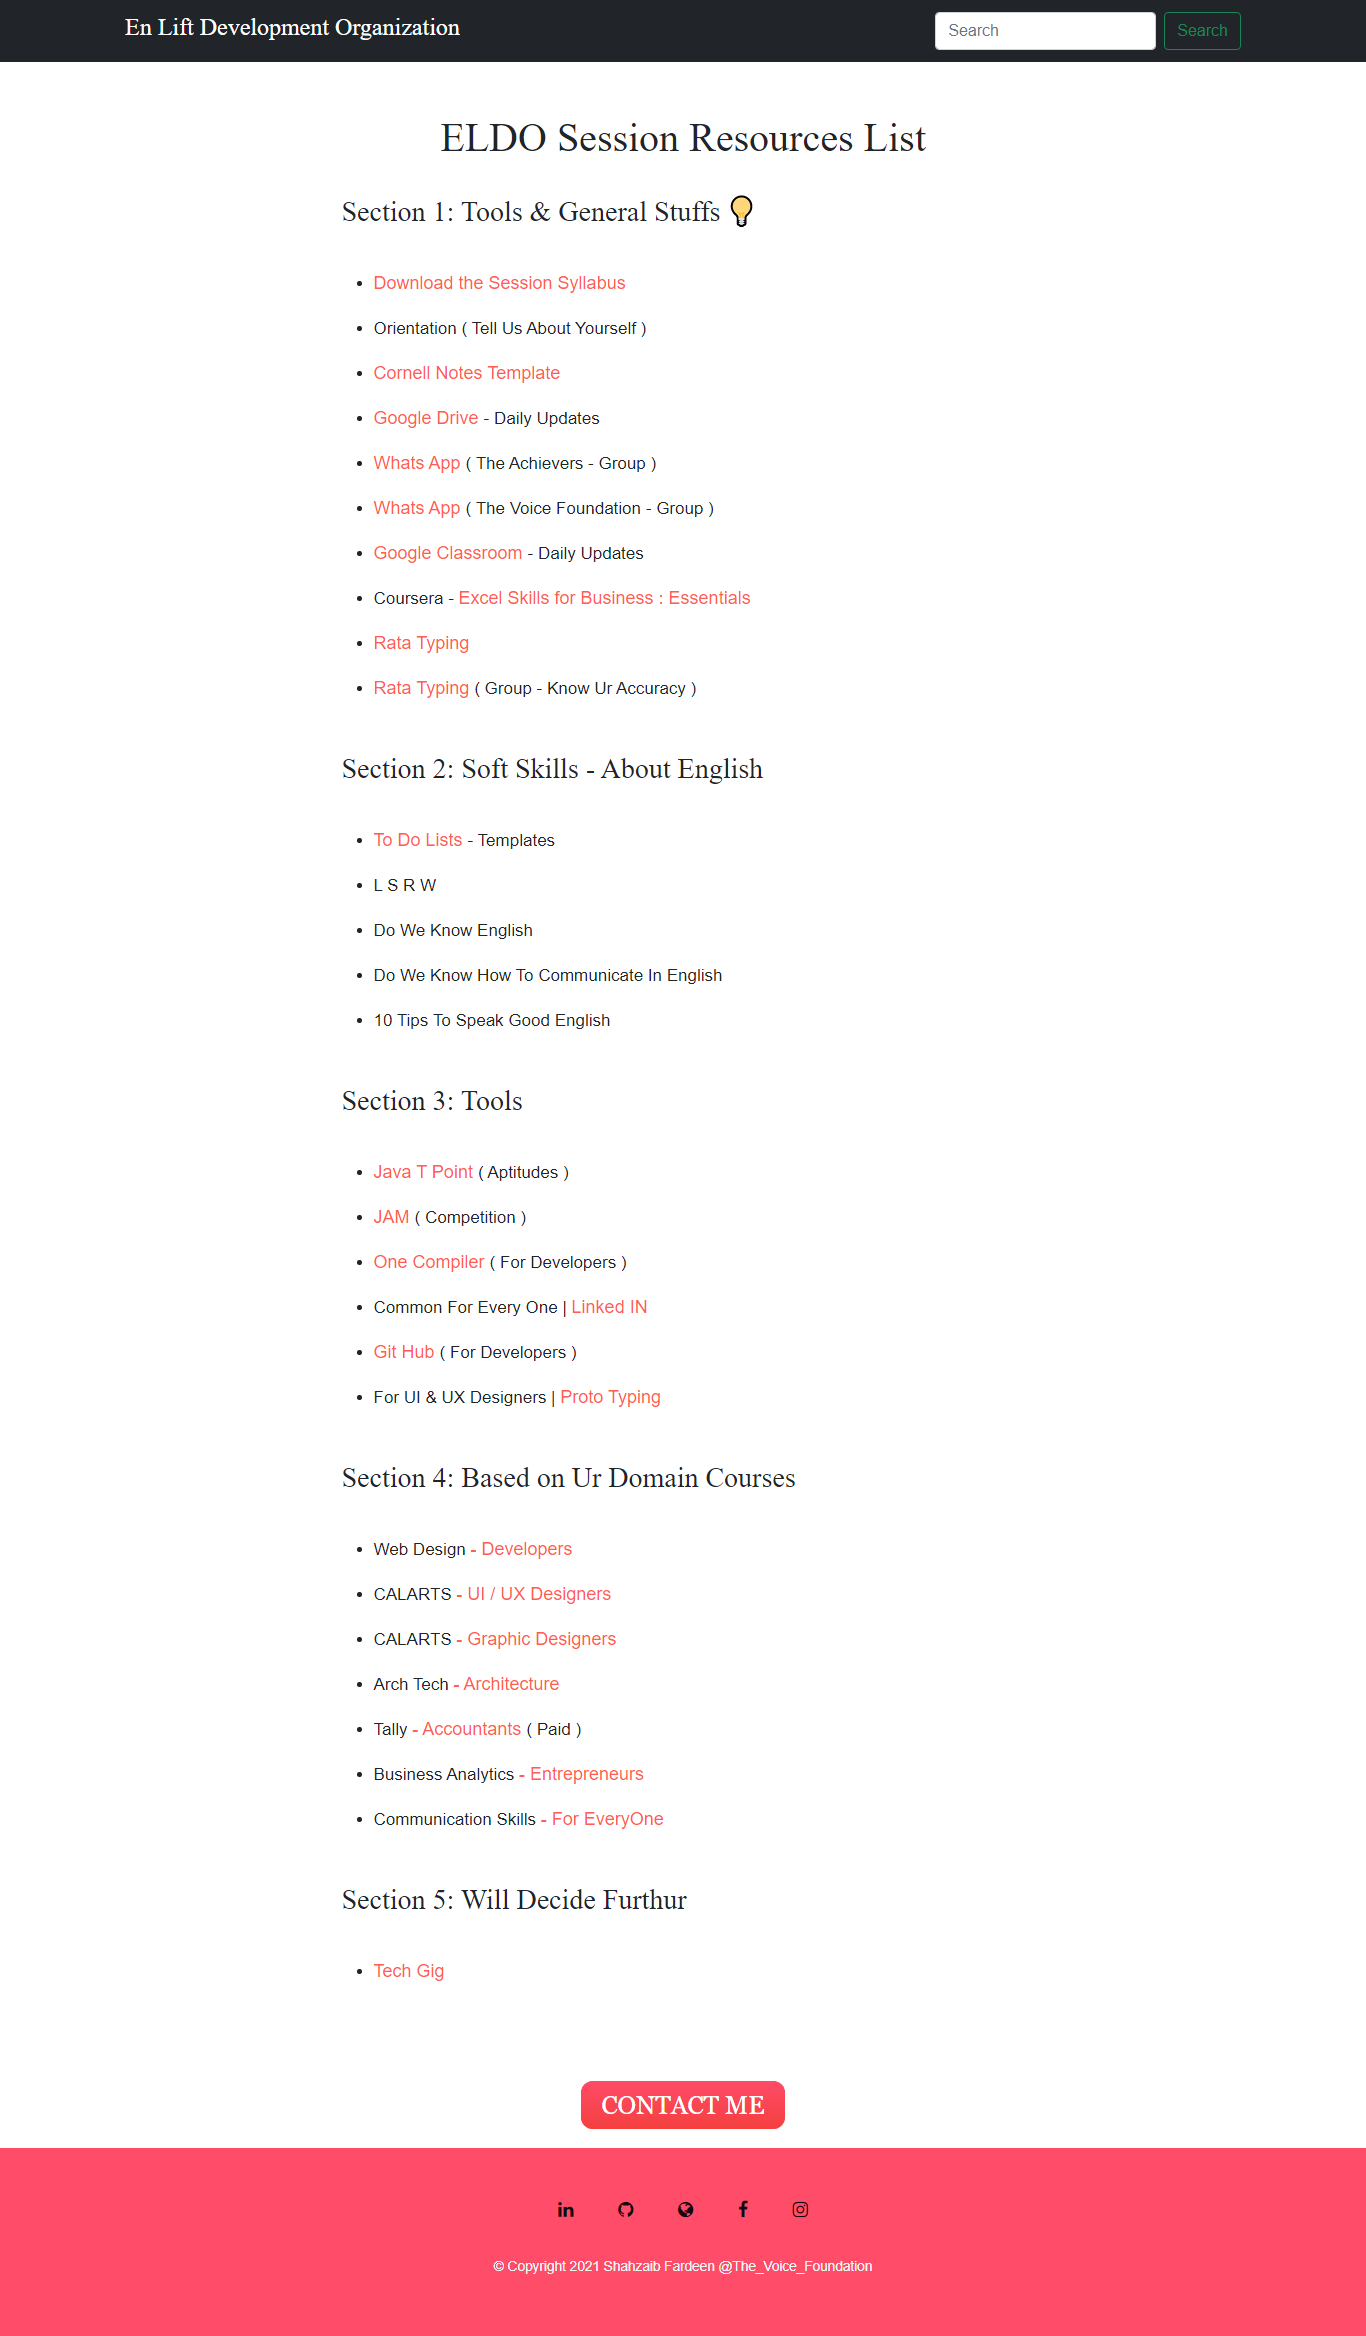 En Lift Development Organization
Search
Search
ELDO Session Resources List
Section 1: Tools & General Stuffs
Download the Session Syllabus
Orientation ( Tell Us About Yourself )
Cornell Notes Template
Google Drive - Daily Updates
Whats App ( The Achievers - Group )
Whats App ( The Voice Foundation - Group )
Google Classroom - Daily Updates
Coursera - Excel Skills for Business : Essentials
Rata Typing
Rata Typing ( Group - Know Ur Accuracy )
Section 2: Soft Skills - About English
To Do Lists - Templates
L S R W
Do We Know English
Do We Know How To Communicate In English
10 Tips To Speak Good English
Section 3: Tools
Java T Point ( Aptitudes )
JAM ( Competition )
One Compiler ( For Developers )
Common For Every One | Linked IN
Git Hub ( For Developers )
For UI & UX Designers | Proto Typing
Section 4: Based on Ur Domain Courses
Web Design - Developers
CALARTS - UI / UX Designers
CALARTS - Graphic Designers
Arch Tech - Architecture
Tally - Accountants ( Paid )
Business Analytics - Entrepreneurs
Communication Skills - For EveryOne
Section 5: Will Decide Furthur
Tech Gig
CONTACT ME
© Copyright 2021 Shahzaib Fardeen @The_Voice_Foundation